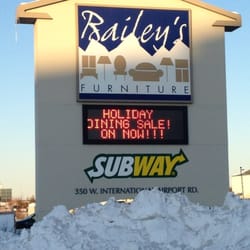 Bailey's
FURNITURE
HOLIDAY
DINING SALE!
ON NOW!!!
SUBWAY
350 W. INTERNATIONAL AIRPORT RD.